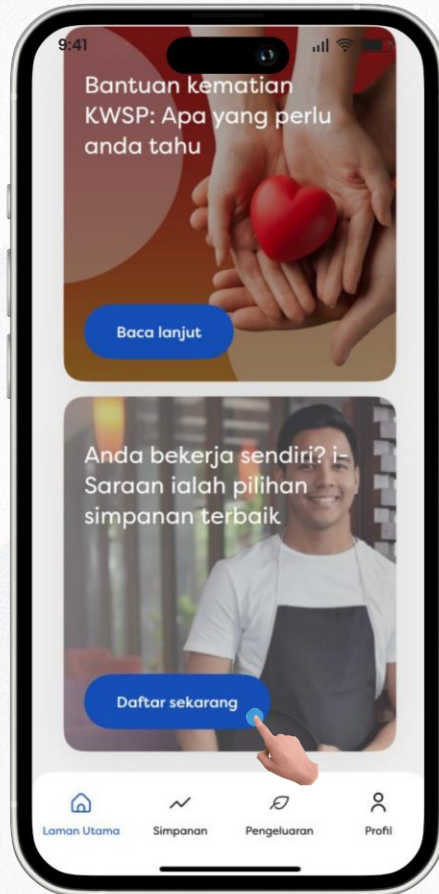 9:41
Bantuan kematian
KWSP: Apa yang perlu
anda tahu
Baca lanjut
Anda bekerja sendiri? i-
Saraan ialah pilihan
simpanan terbaik
Daftar sekarang
Laman Utama
Simpanan
Pengeluaran
Profil